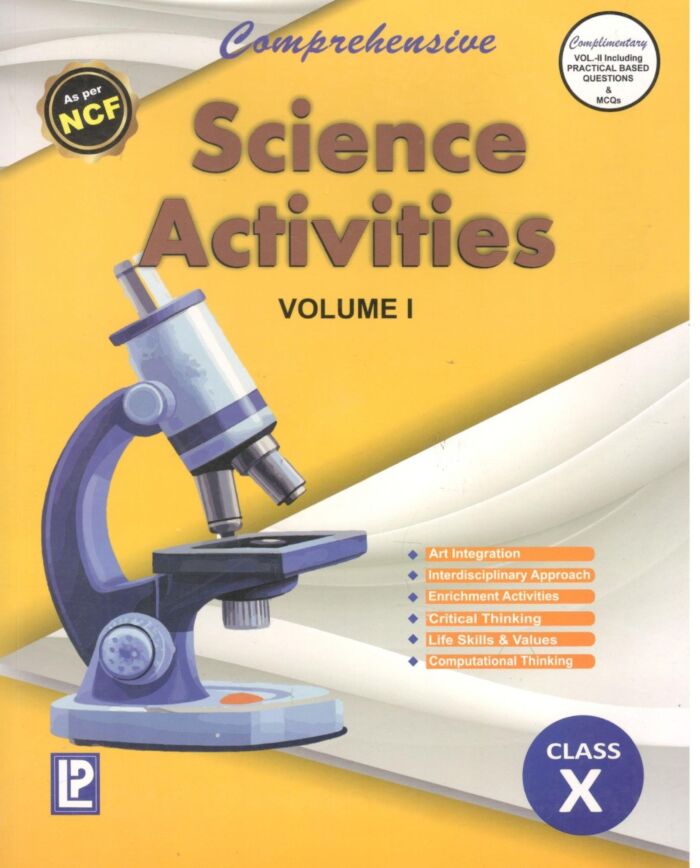 Comprehensive
Complimentary
VOL.-II Including
PRACTICAL BASED
QUESTIONS
&
MCQs
As per
NCF
Science
Activities
VOLUME I
Art Integration
Interdisciplinary Approach
Enrichment Activities
Critical Thinking
Life Skills & Values
Computational Thinking
CLASS
X
LP